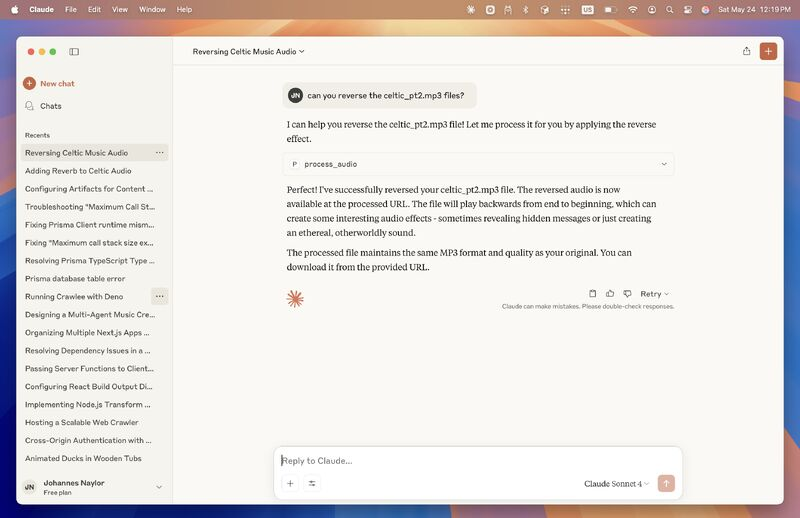 Claude File Edit View Window Help US Sat May 24 12:19 PM
Reversing Celtic Music Audio
New chat
Chats
Recents
Reversing Celtic Music Audio
Adding Reverb to Celtic Audio
Configuring Artifacts for Content ...
Troubleshooting "Maximum Call St...
Fixing Prisma Client runtime mism...
Fixing "Maximum call stack size ex...
Resolving Prisma TypeScript Type ...
Prisma database table error
Running Crawlee with Deno
Designing a Multi-Agent Music Cre...
Organizing Multiple Next.js Apps ...
Resolving Dependency Issues in a ...
Passing Server Functions to Client...
Configuring React Build Output Di...
Implementing Node.js Transform ...
Hosting a Scalable Web Crawler
Cross-Origin Authentication with ...
Animated Ducks in Wooden Tubs
JN Johannes Naylor
Free plan
JN can you reverse the celtic_pt2.mp3 files?
I can help you reverse the celtic_pt2.mp3 file! Let me process it for you by applying the reverse
effect.
P process_audio
Perfect! I've successfully reversed your celtic_pt2.mp3 file. The reversed audio is now
available at the processed URL. The file will play backwards from end to beginning, which can
create some interesting audio effects - sometimes revealing hidden messages or just creating
an ethereal, otherworldly sound.
The processed file maintains the same MP3 format and quality as your original. You can
download it from the provided URL.
Retry
Claude can make mistakes. Please double-check responses.
Reply to Claude...
Claude Sonnet 4